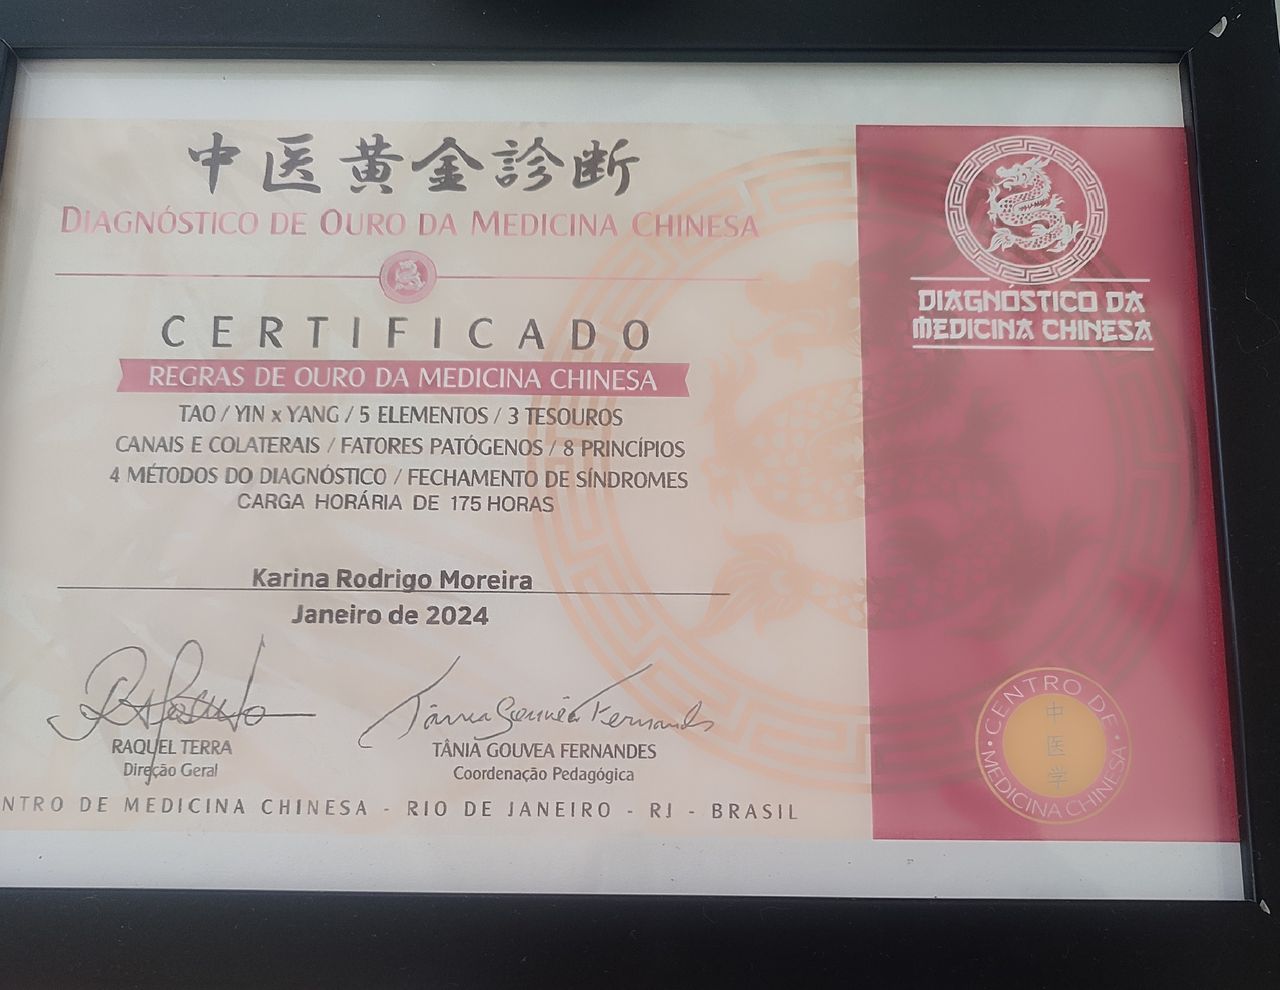 中医黄金診断
DIAGNÓSTICO DE OURO DA MEDICINA CHINESA
CERTIFICADO
REGRAS DE OURO DA MEDICINA CHINESA
TAO / YIN x YANG / 5 ELEMENTOS / 3 TESOUROS
CANAIS E COLATERAIS / FATORES PATÓGENOS / 8 PRINCÍPIOS
4 MÉTODOS DO DIAGNÓSTICO / FECHAMENTO DE SÍNDROMES
CARGA HORÁRIA DE 175 HORAS
Karina Rodrigo Moreira
Janeiro de 2024
Tânia Gouvêa Fernandes
RAQUEL TERRA
Direção Geral
TÂNIA GOUVEA FERNANDES
Coordenação Pedagógica
NTRO DE MEDICINA CHINESA - RIO DE JANEIRO - RJ - BRASIL
DIAGNÓSTICO DA
MEDICINA CHINESA
CENTRO DE
MEDICINA CHINESA
中医学